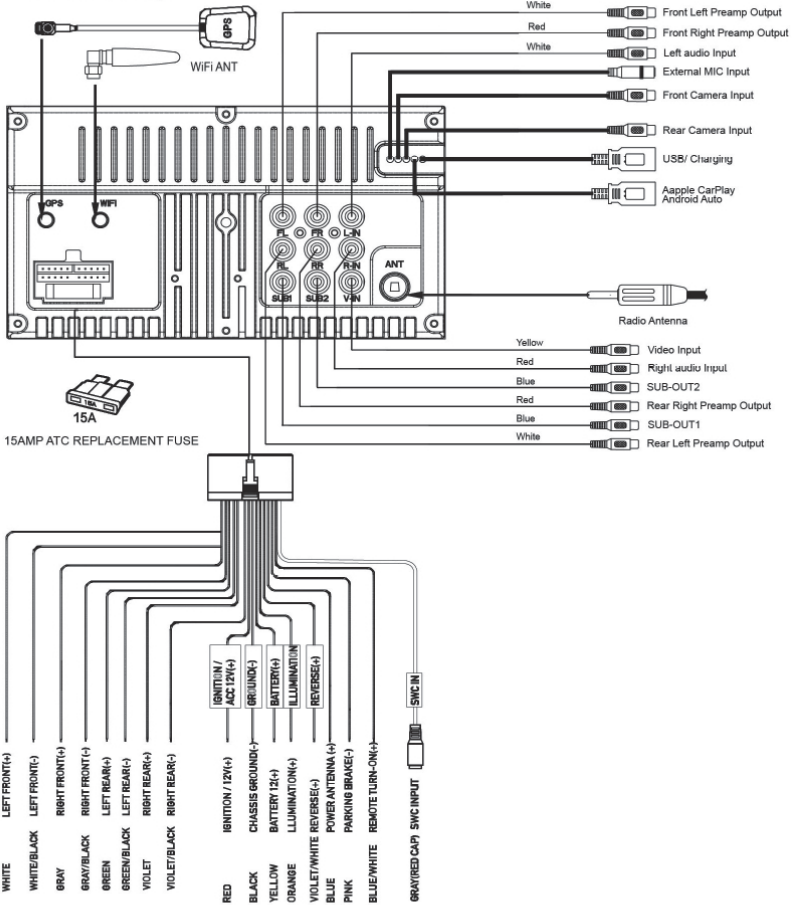 White
Front Left Preamp Output
GPS
Red
Front Right Preamp Output
White
Left audio Input
WiFi ANT
External MIC Input
Front Camera Input
Rear Camera Input
USB/ Charging
Aapple CarPlay
Android Auto
GPS
WIFI
FL
FR
L-IN
RL
RR
R-IN
ANT
SUB1
SUB2
V-IN
Radio Antenna
Yellow
Video Input
Red
Right audio Input
Blue
SUB-OUT2
Red
Rear Right Preamp Output
Blue
SUB-OUT1
White
Rear Left Preamp Output
15A
15A
15AMP ATC REPLACEMENT FUSE
IGNITION /
ACC 12V(+)
GROUND(-)
BATTERY(+)
ILLUMINATION
REVERSE(+)
SWC IN
WHITE LEFT FRONT(+)
WHITE/BLACK LEFT FRONT(-)
GRAY RIGHT FRONT(+)
GRAY/BLACK RIGHT FRONT(-)
GREEN LEFT REAR(+)
GREEN/BLACK LEFT REAR(-)
VIOLET RIGHT REAR(+)
VIOLET/BLACK RIGHT REAR(-)
RED IGNITION / 12V(+)
BLACK CHASSIS GROUND(-)
YELLOW BATTERY 12(+)
ORANGE LLUMINATION(+)
VIOLET/WHITE REVERSE(+)
BLUE POWER ANTENNA (+)
PINK PARKING BRAKE(-)
BLUE/WHITE REMOTE TURN-ON(+)
GRAY(RED CAP) SWC INPUT